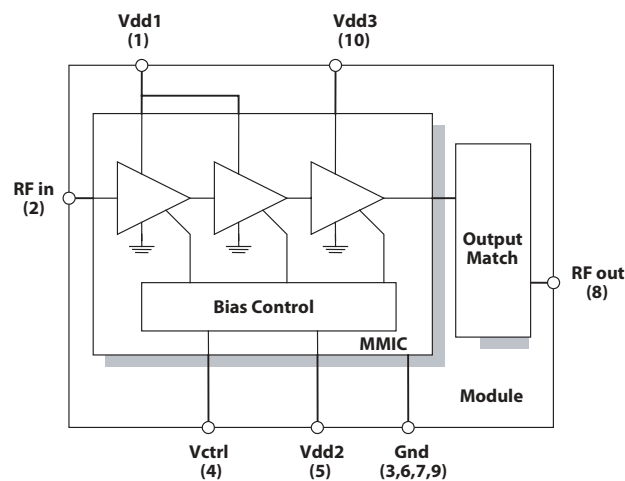 Vdd1
(1)
Vdd3
(10)
RF in
(2)
Output
Match
RF out
(8)
Bias Control
MMIC
Module
Vctrl
(4)
Vdd2
(5)
Gnd
(3,6,7,9)